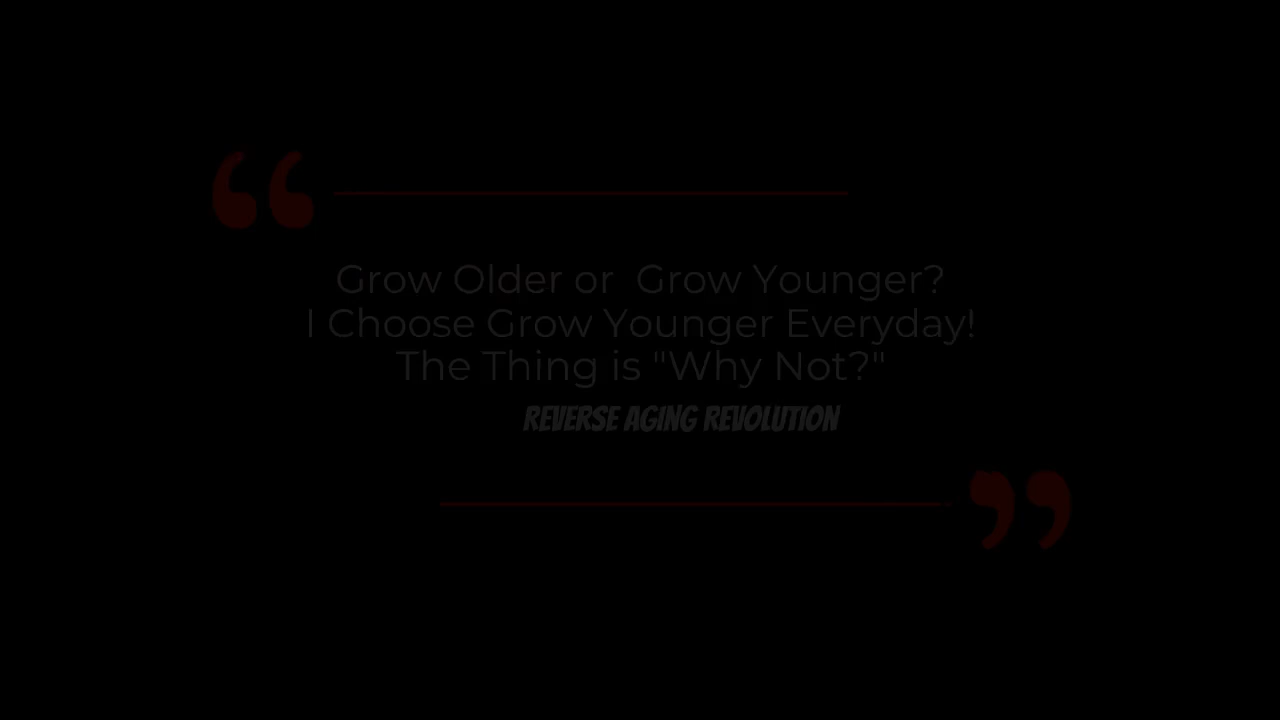 Grow Older or  Grow Younger?
I Choose Grow Younger Everyday!
The Thing is "Why Not?"
REVERSE AGING REVOLUTION